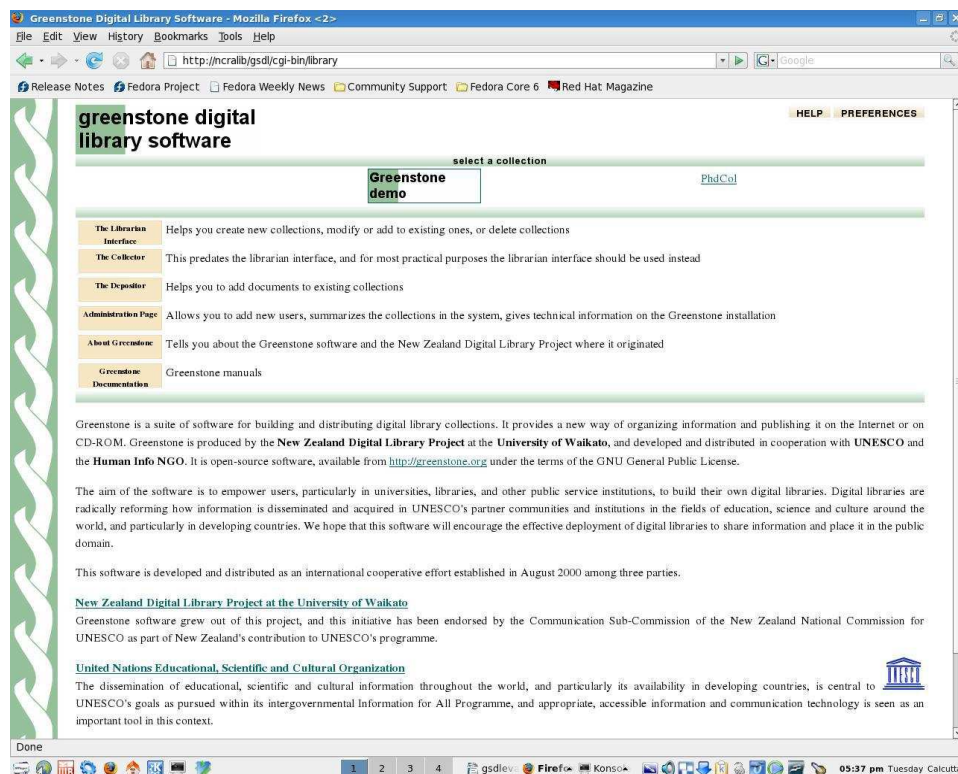 Greenstone Digital Library Software - Mozilla Firefox <2>
File Edit View History Bookmarks Tools Help
http://ncralib/gsdl/cgi-bin/library
Google
Release Notes Fedora Project Fedora Weekly News Community Support Fedora Core 6 Red Hat Magazine
greenstone digital
library software
HELP PREFERENCES
select a collection
Greenstone
demo
PhdCol
The Librarian
Interface
Helps you create new collections, modify or add to existing ones, or delete collections
The Collector
This predates the librarian interface, and for most practical purposes the librarian interface should be used instead
The Depositor
Helps you to add documents to existing collections
Administration Page
Allows you to add new users, summarizes the collections in the system, gives technical information on the Greenstone installation
About Greenstone
Tells you about the Greenstone software and the New Zealand Digital Library Project where it originated
Greenstone
Documentation
Greenstone manuals
Greenstone is a suite of software for building and distributing digital library collections. It provides a new way of organizing information and publishing it on the Internet or on
CD-ROM. Greenstone is produced by the New Zealand Digital Library Project at the University of Waikato, and developed and distributed in cooperation with UNESCO and
the Human Info NGO. It is open-source software, available from http://greenstone.org under the terms of the GNU General Public License.
The aim of the software is to empower users, particularly in universities, libraries, and other public service institutions, to build their own digital libraries. Digital libraries are
radically reforming how information is disseminated and acquired in UNESCO's partner communities and institutions in the fields of education, science and culture around the
world, and particularly in developing countries. We hope that this software will encourage the effective deployment of digital libraries to share information and place it in the public
domain.
This software is developed and distributed as an international cooperative effort established in August 2000 among three parties.
New Zealand Digital Library Project at the University of Waikato
Greenstone software grew out of this project, and this initiative has been endorsed by the Communication Sub-Commission of the New Zealand National Commission for
UNESCO as part of New Zealand's contribution to UNESCO's programme.
United Nations Educational, Scientific and Cultural Organization
UNESCO
The dissemination of educational, scientific and cultural information throughout the world, and particularly its availability in developing countries, is central to
UNESCO's goals as pursued within its intergovernmental Information for All Programme, and appropriate, accessible information and communication technology is seen as an
important tool in this context.
Done
1 2 3 4 gsdlev Firefo Konso 05:37 pm Tuesday Calcutt